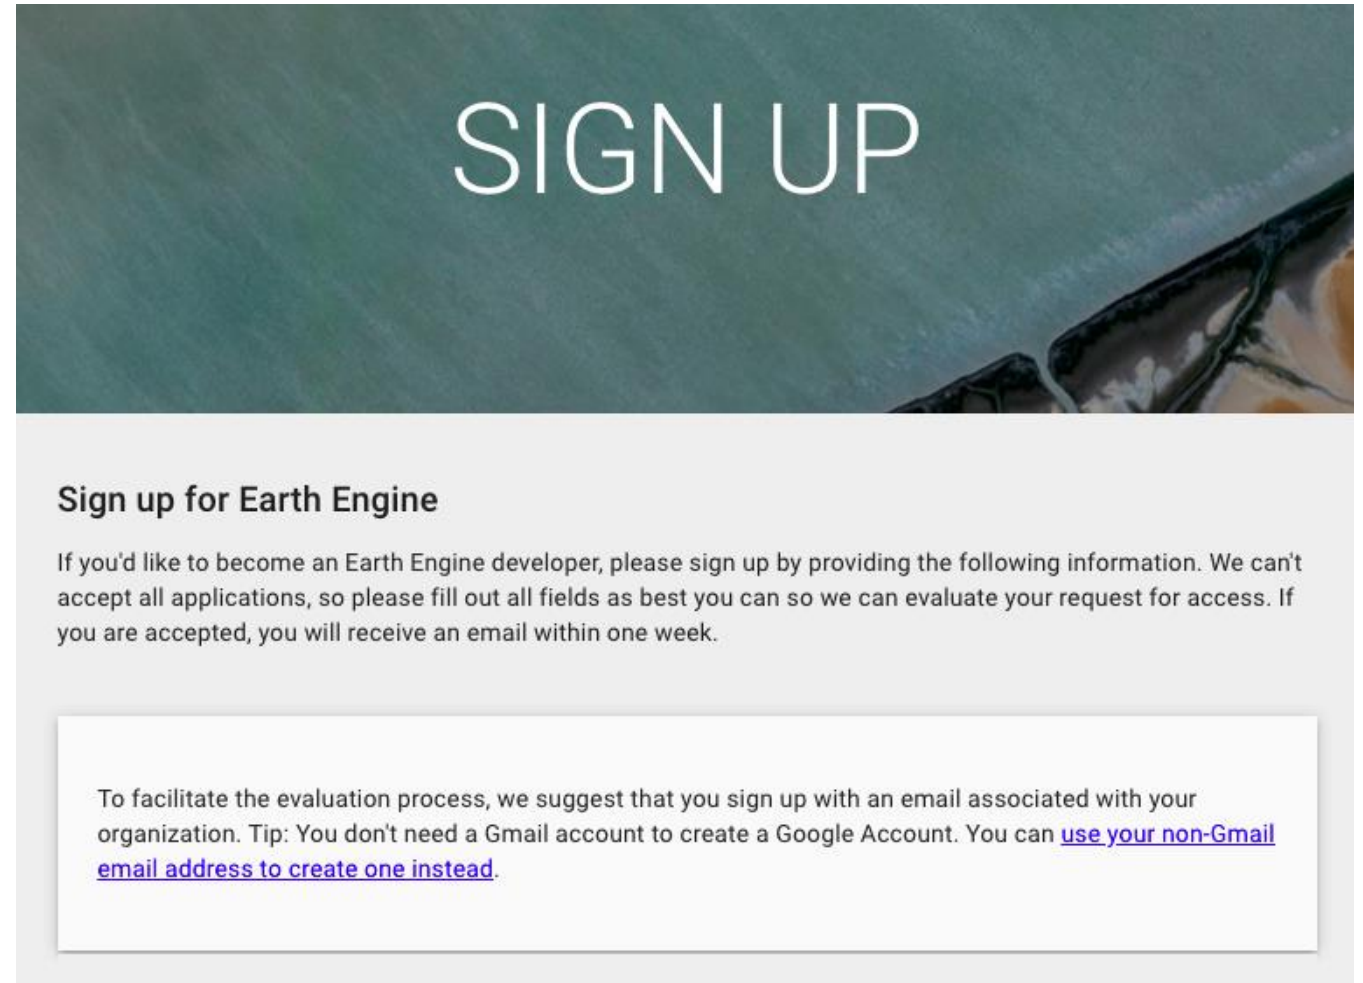 SIGN UP
Sign up for Earth Engine
If you'd like to become an Earth Engine developer, please sign up by providing the following information. We can't
accept all applications, so please fill out all fields as best you can so we can evaluate your request for access. If
you are accepted, you will receive an email within one week.
To facilitate the evaluation process, we suggest that you sign up with an email associated with your
organization. Tip: You don't need a Gmail account to create a Google Account. You can use your non-Gmail
email address to create one instead.